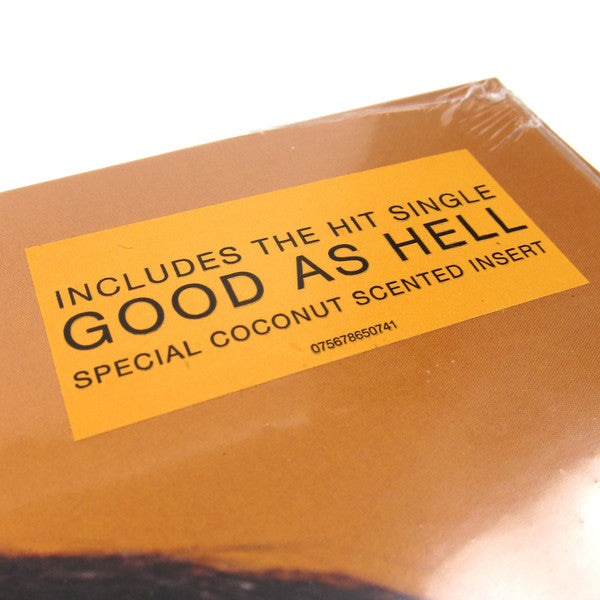 INCLUDES THE HIT SINGLE
GOOD AS HELL
SPECIAL COCONUT SCENTED INSERT
075678650741